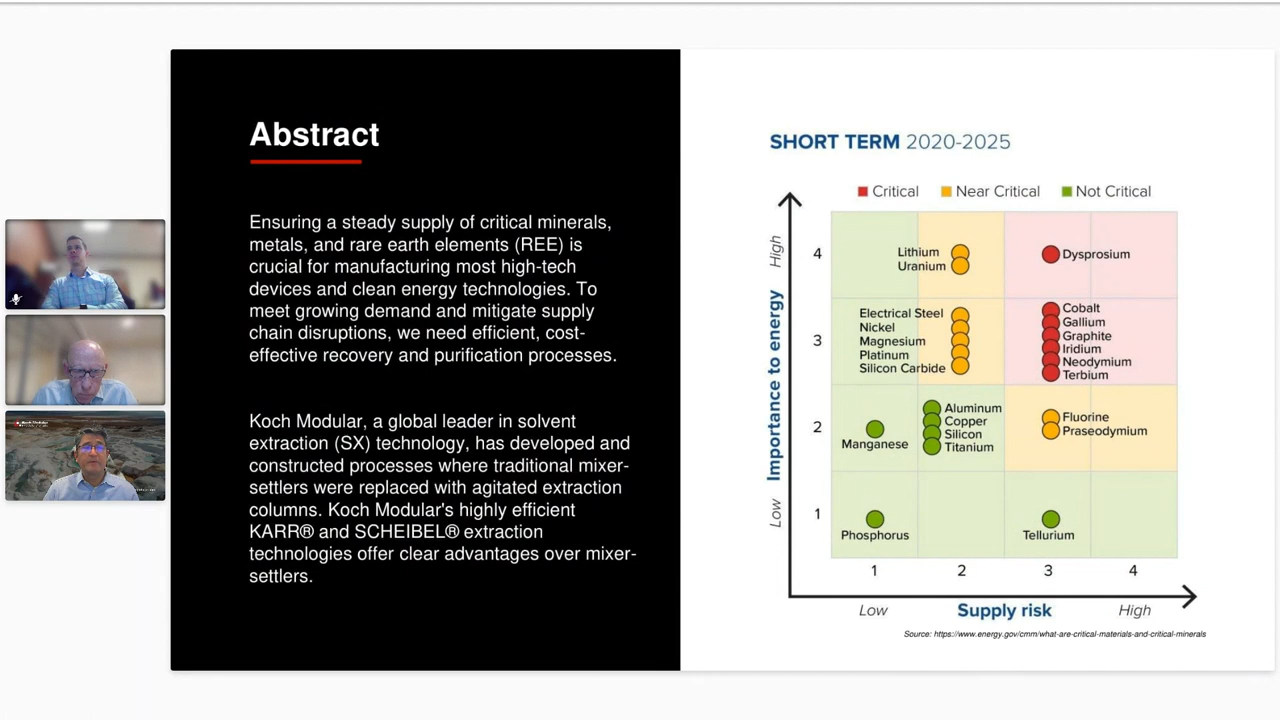 Abstract
Ensuring a steady supply of critical minerals,
metals, and rare earth elements (REE) is
crucial for manufacturing most high-tech
devices and clean energy technologies. To
meet growing demand and mitigate supply
chain disruptions, we need efficient, cost-
effective recovery and purification processes.
Koch Modular, a global leader in solvent
extraction (SX) technology, has developed and
constructed processes where traditional mixer-
settlers were replaced with agitated extraction
columns. Koch Modular's highly efficient
KARR® and SCHEIBEL® extraction
technologies offer clear advantages over mixer-
settlers.
SHORT TERM 2020-2025
Critical
Near Critical
Not Critical
High
Importance to energy
Low
4
3
2
1
Lithium
Uranium
Dysprosium
Electrical Steel
Nickel
Magnesium
Platinum
Silicon Carbide
Cobalt
Gallium
Graphite
Iridium
Neodymium
Terbium
Manganese
Aluminum
Copper
Silicon
Titanium
Fluorine
Praseodymium
Phosphorus
Tellurium
1 2 3 4
Low
Supply risk
High
Source: https://www.energy.gov/cmm/what-are-critical-materials-and-critical-minerals